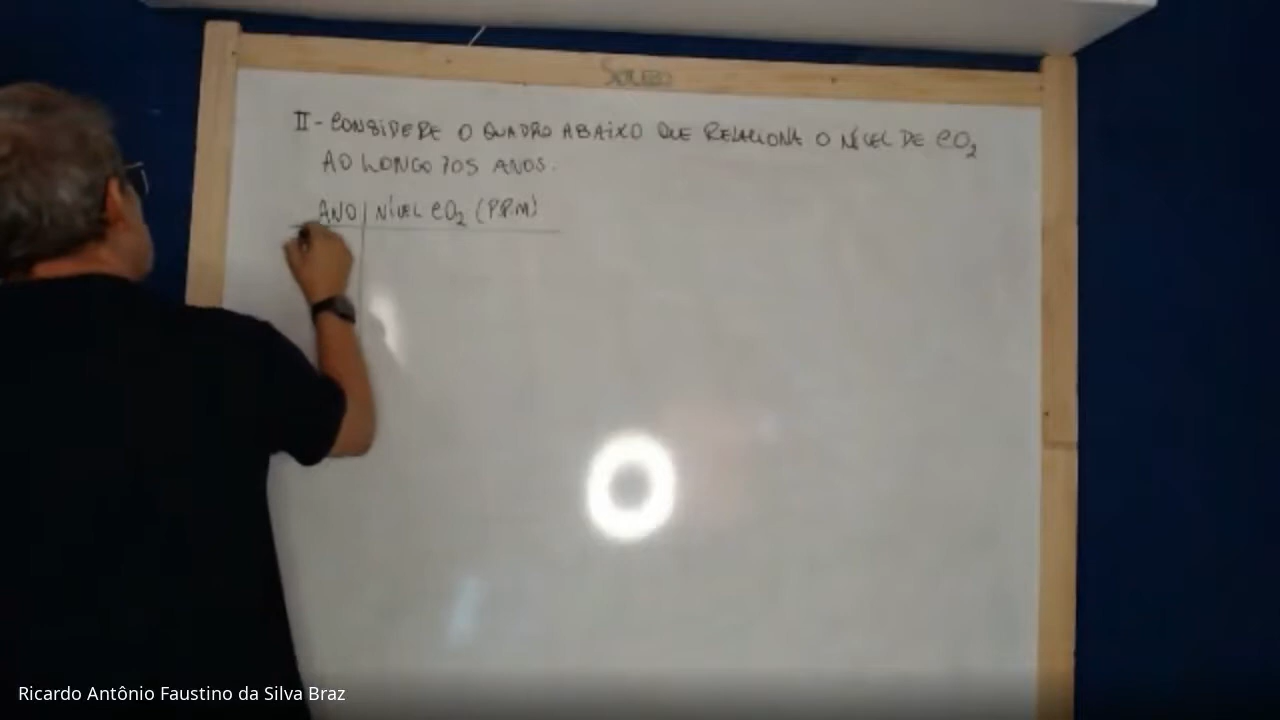 II - CONSIDERE O QUADRO ABAIXO QUE RELACIONA O NÍVEL DE CO₂
AO LONGO DOS ANOS.
ANO | NÍVEL CO₂ (P.P.M)
Ricardo Antônio Faustino da Silva Braz